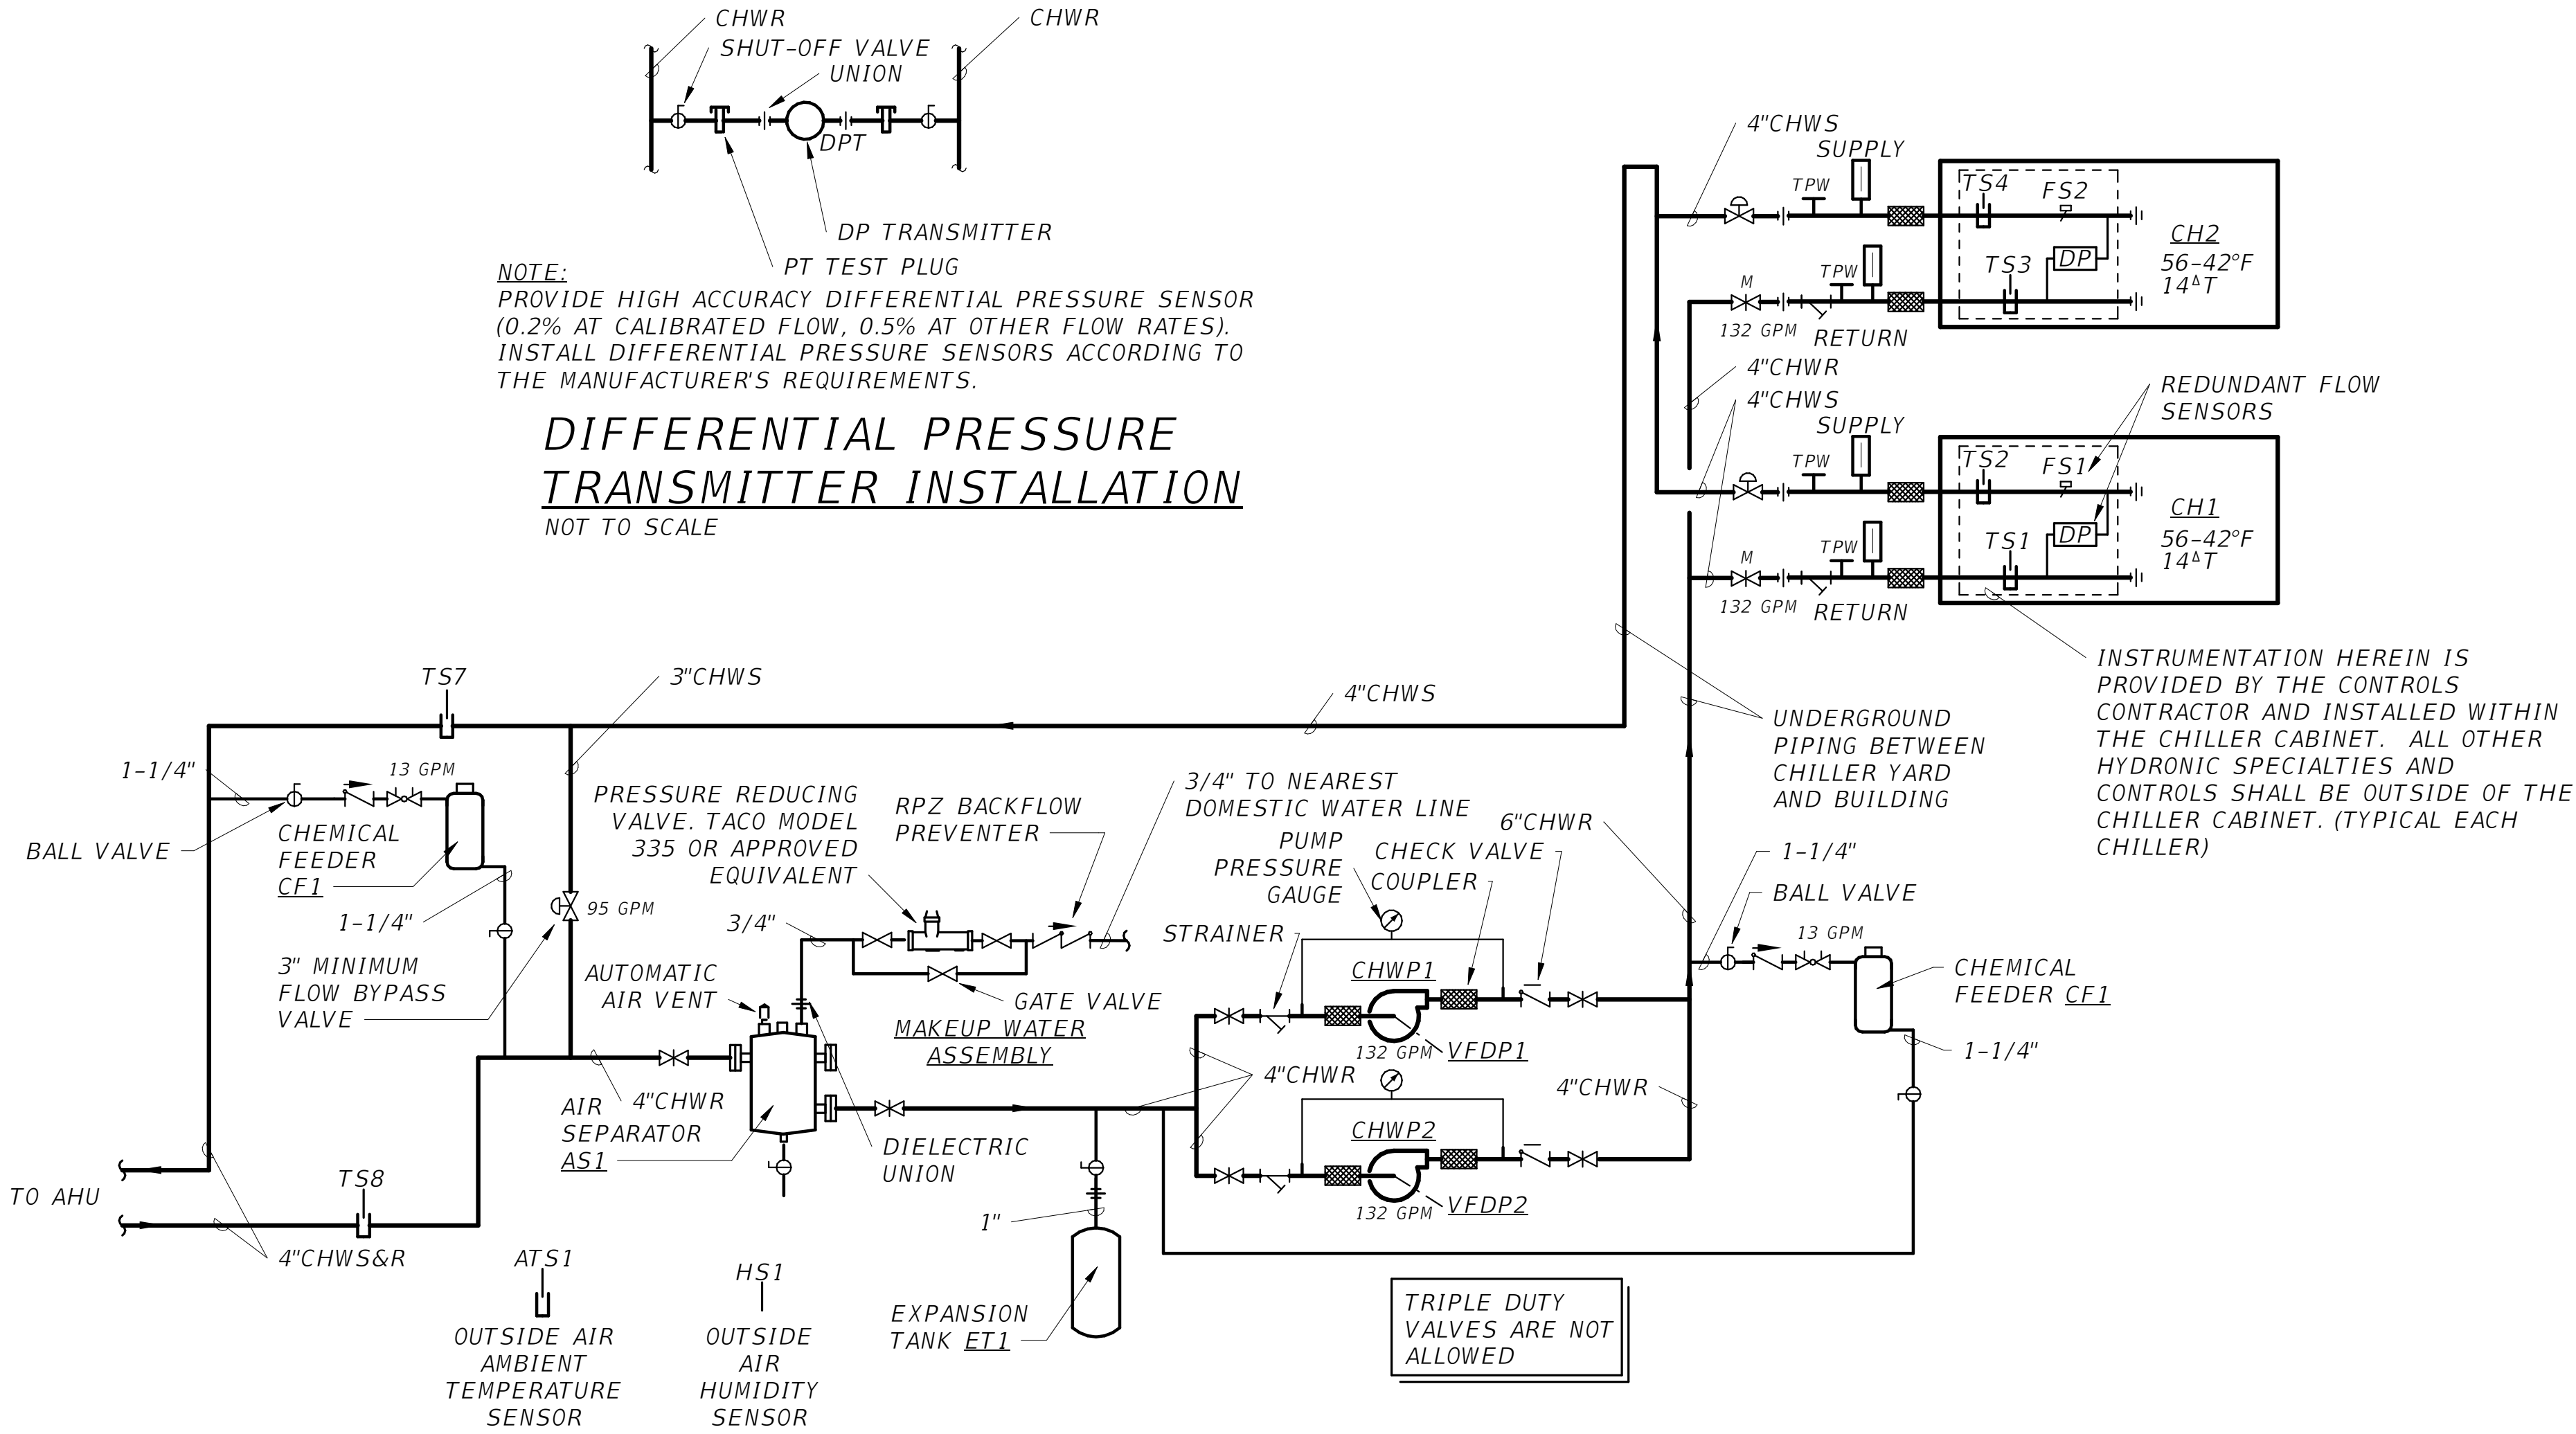 CHWR
CHWR
SHUT-OFF VALVE
UNION
DPT
DP TRANSMITTER
PT TEST PLUG
NOTE:
PROVIDE HIGH ACCURACY DIFFERENTIAL PRESSURE SENSOR
(0.2% AT CALIBRATED FLOW, 0.5% AT OTHER FLOW RATES).
INSTALL DIFFERENTIAL PRESSURE SENSORS ACCORDING TO
THE MANUFACTURER'S REQUIREMENTS.
DIFFERENTIAL PRESSURE
TRANSMITTER INSTALLATION
NOT TO SCALE
4"CHWS
SUPPLY
TPW
TS4
FS2
CH2
56-42°F
14ΔT
DP
TS3
M
TPW
132 GPM
RETURN
4"CHWR
4"CHWS
SUPPLY
TPW
TS2
FS1
REDUNDANT FLOW
SENSORS
CH1
56-42°F
14ΔT
DP
TS1
M
TPW
132 GPM
RETURN
INSTRUMENTATION HEREIN IS
PROVIDED BY THE CONTROLS
CONTRACTOR AND INSTALLED WITHIN
THE CHILLER CABINET. ALL OTHER
HYDRONIC SPECIALTIES AND
CONTROLS SHALL BE OUTSIDE OF THE
CHILLER CABINET. (TYPICAL EACH
CHILLER)
UNDERGROUND
PIPING BETWEEN
CHILLER YARD
AND BUILDING
TS7
3"CHWS
4"CHWS
1-1/4"
13 GPM
BALL VALVE
CHEMICAL
FEEDER
CF1
1-1/4"
95 GPM
3" MINIMUM
FLOW BYPASS
VALVE
PRESSURE REDUCING
VALVE. TACO MODEL
335 OR APPROVED
EQUIVALENT
RPZ BACKFLOW
PREVENTER
3/4" TO NEAREST
DOMESTIC WATER LINE
3/4"
AUTOMATIC
AIR VENT
GATE VALVE
MAKEUP WATER
ASSEMBLY
PUMP
PRESSURE
GAUGE
CHECK VALVE
COUPLER
6"CHWR
STRAINER
CHWP1
132 GPM
VFDP1
4"CHWR
CHWP2
132 GPM
VFDP2
4"CHWR
1-1/4"
BALL VALVE
13 GPM
CHEMICAL
FEEDER CF1
1-1/4"
4"CHWR
AIR
SEPARATOR
AS1
DIELECTRIC
UNION
TO AHU
TS8
4"CHWS&R
1"
EXPANSION
TANK ET1
ATS1
OUTSIDE AIR
AMBIENT
TEMPERATURE
SENSOR
HS1
OUTSIDE
AIR
HUMIDITY
SENSOR
TRIPLE DUTY
VALVES ARE NOT
ALLOWED